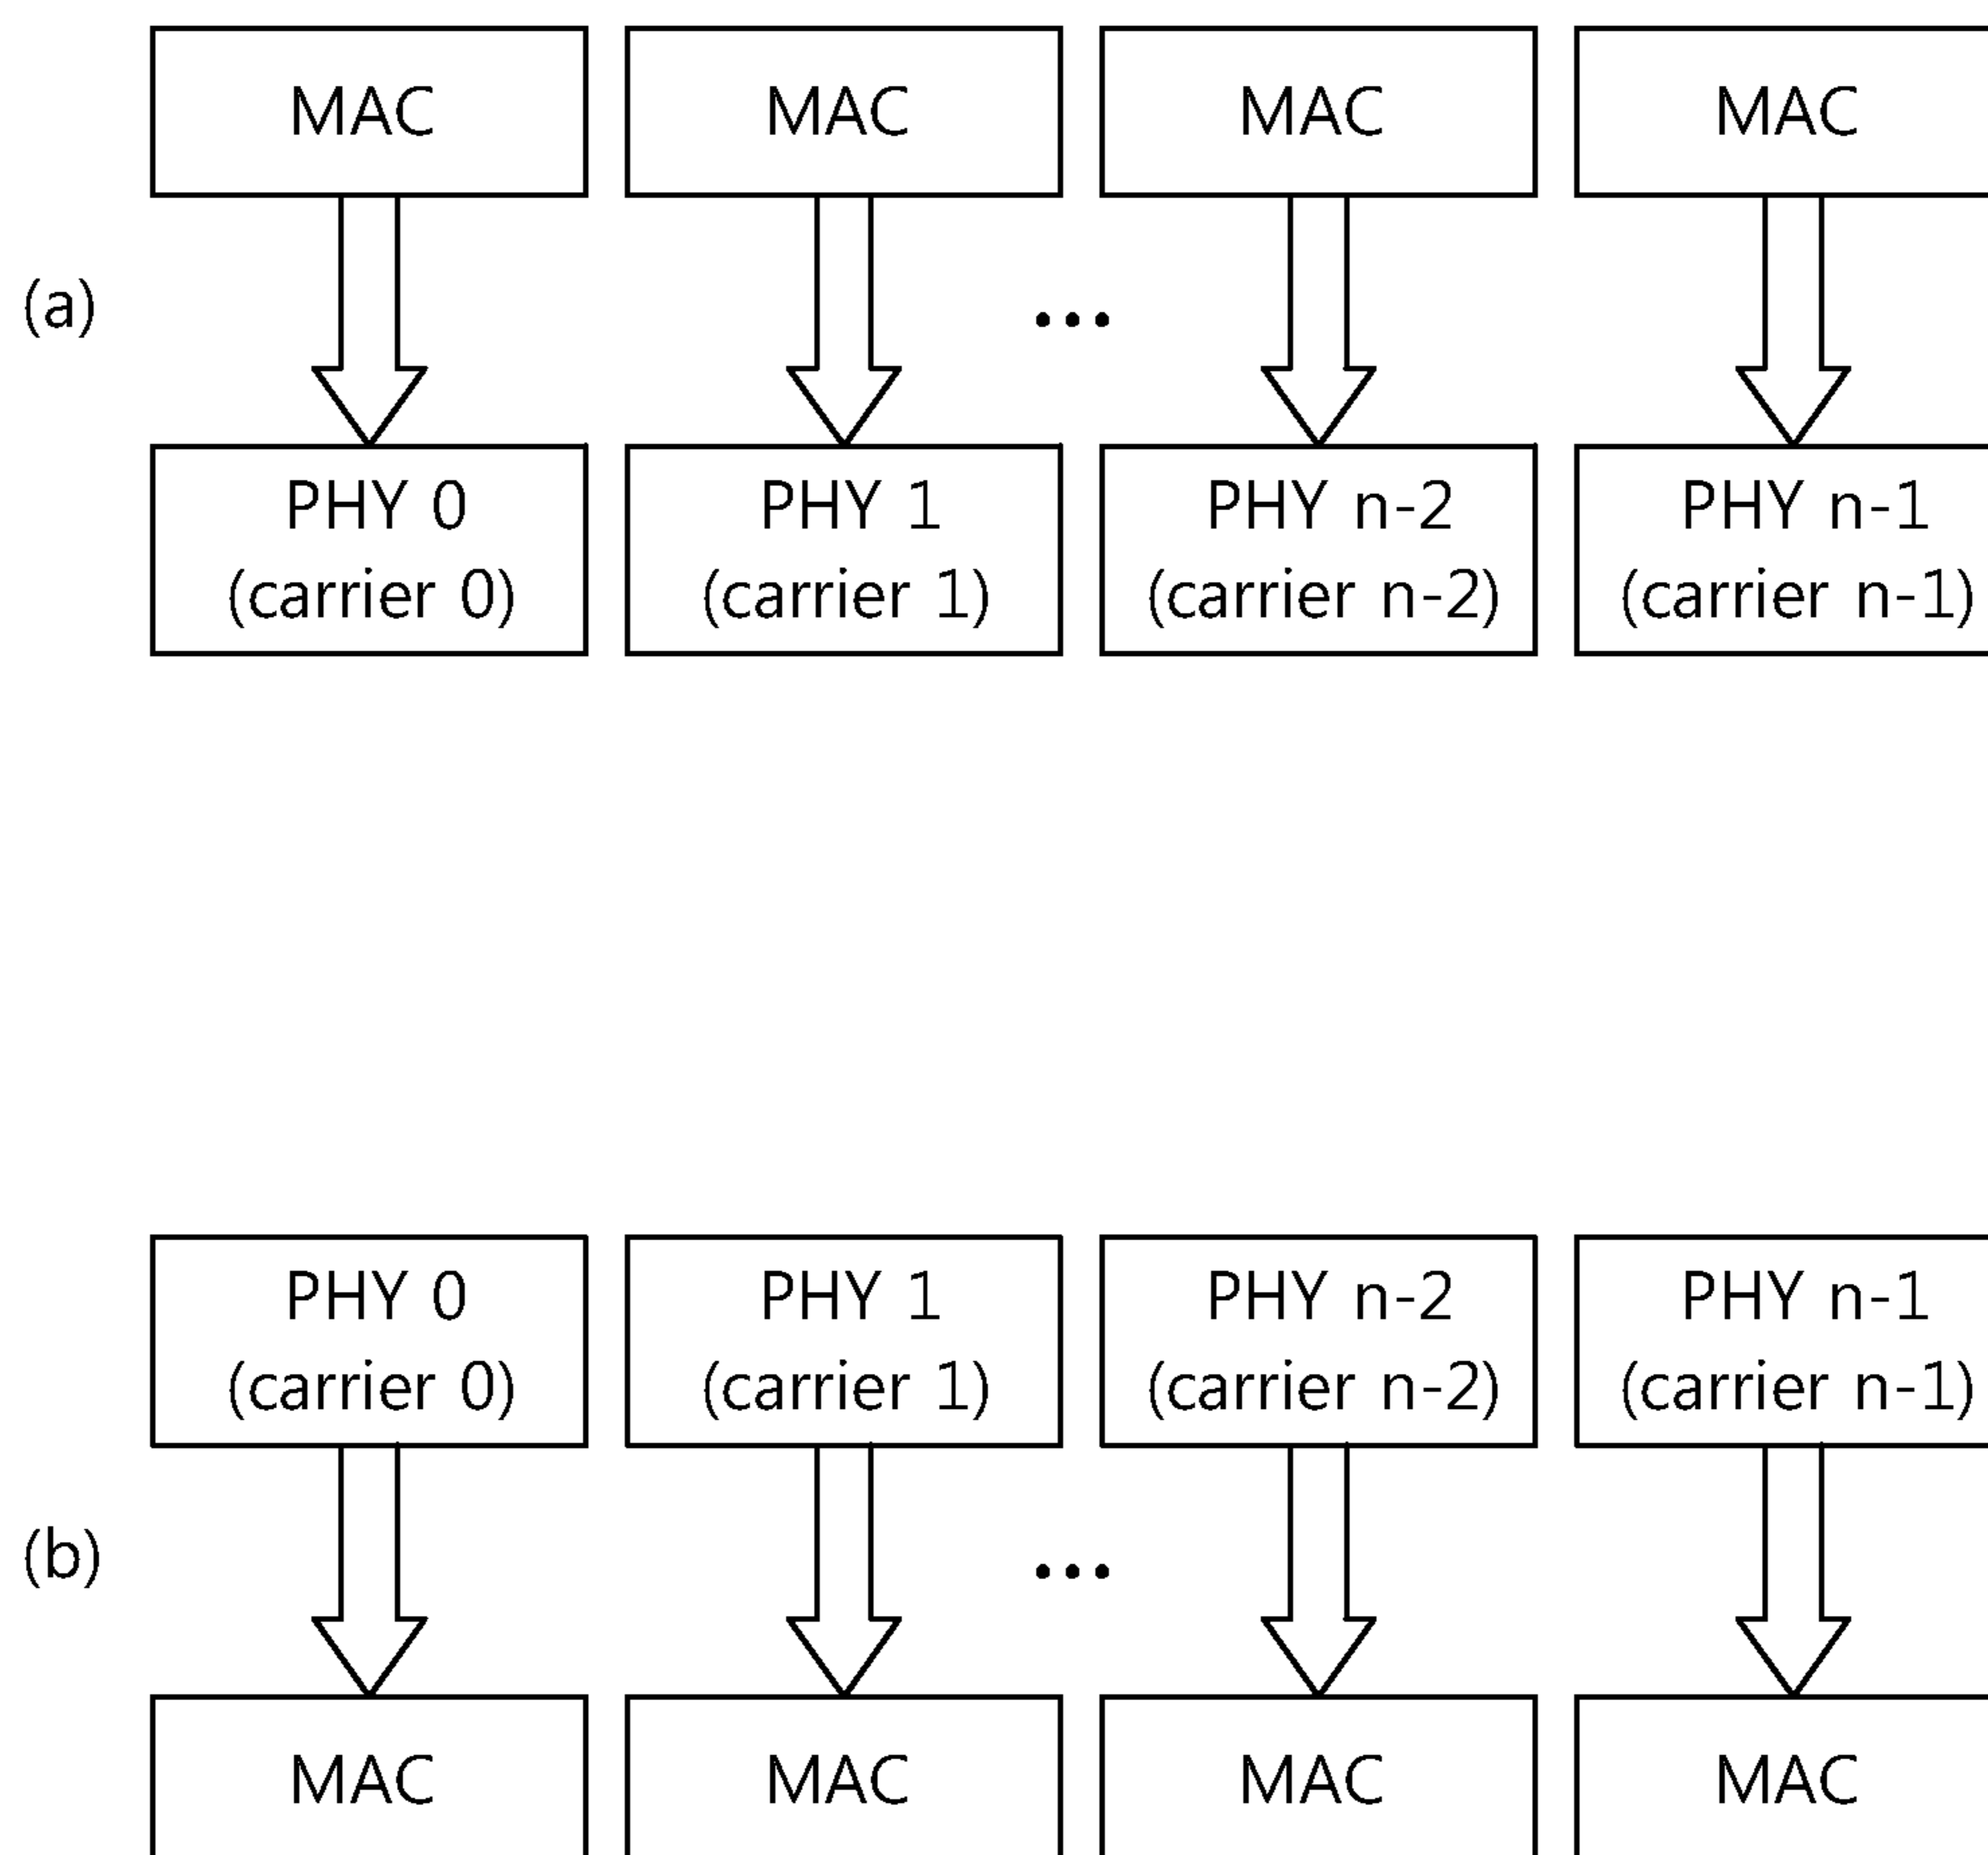 MAC MAC MAC MAC
(a)
...
PHY 0 PHY 1 PHY n-2 PHY n-1
(carrier 0) (carrier 1) (carrier n-2) (carrier n-1)
PHY 0 PHY 1 PHY n-2 PHY n-1
(carrier 0) (carrier 1) (carrier n-2) (carrier n-1)
(b)
...
MAC MAC MAC MAC